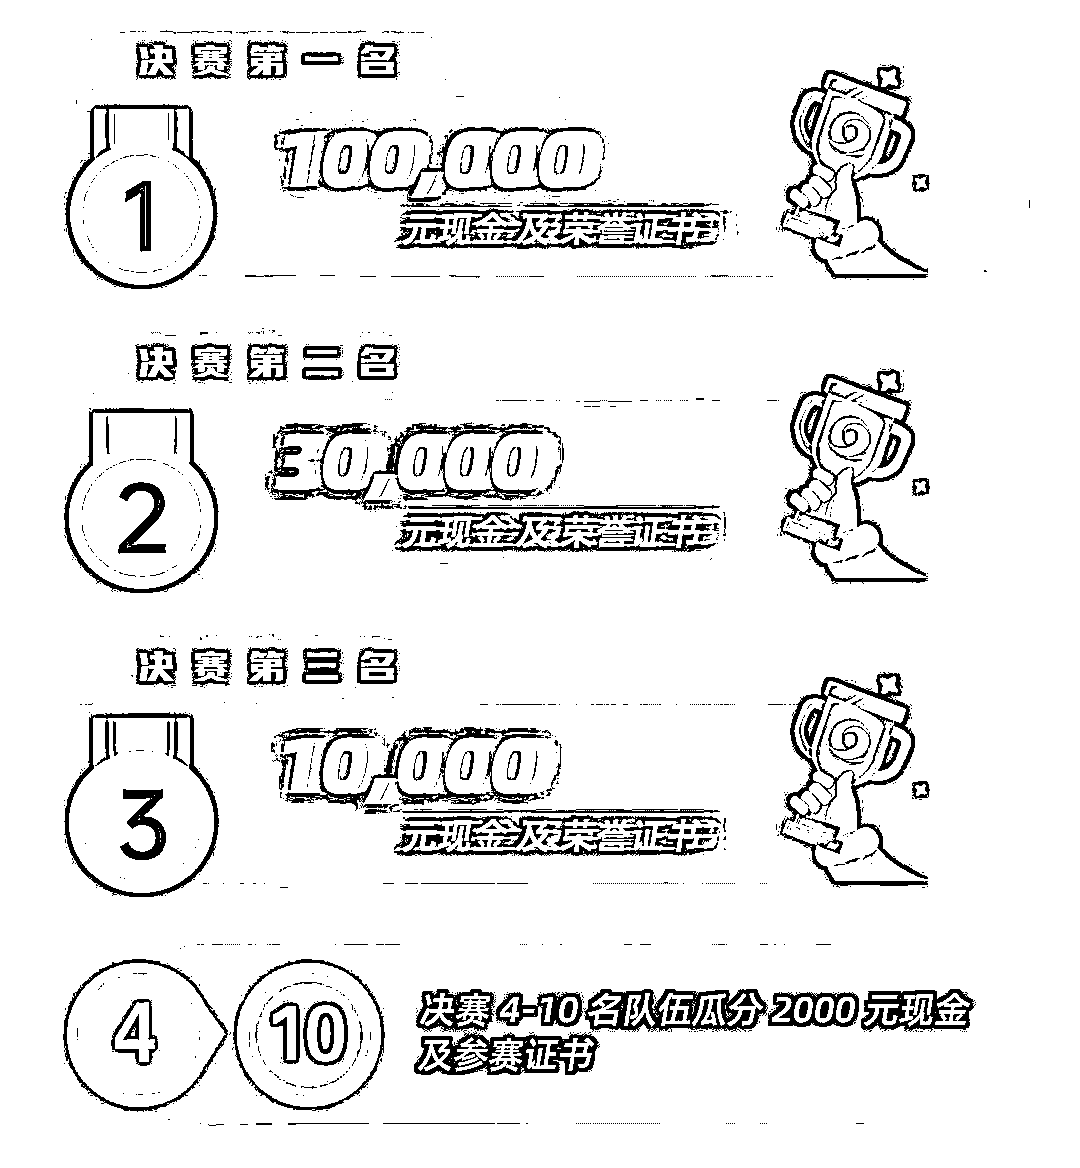 决赛第一名
1
100,000
元现金及荣誉证书
决赛第二名
2
30,000
元现金及荣誉证书
决赛第三名
3
10,000
元现金及荣誉证书
4
10
决赛 4-10 名队伍瓜分 2000 元现金
及参赛证书